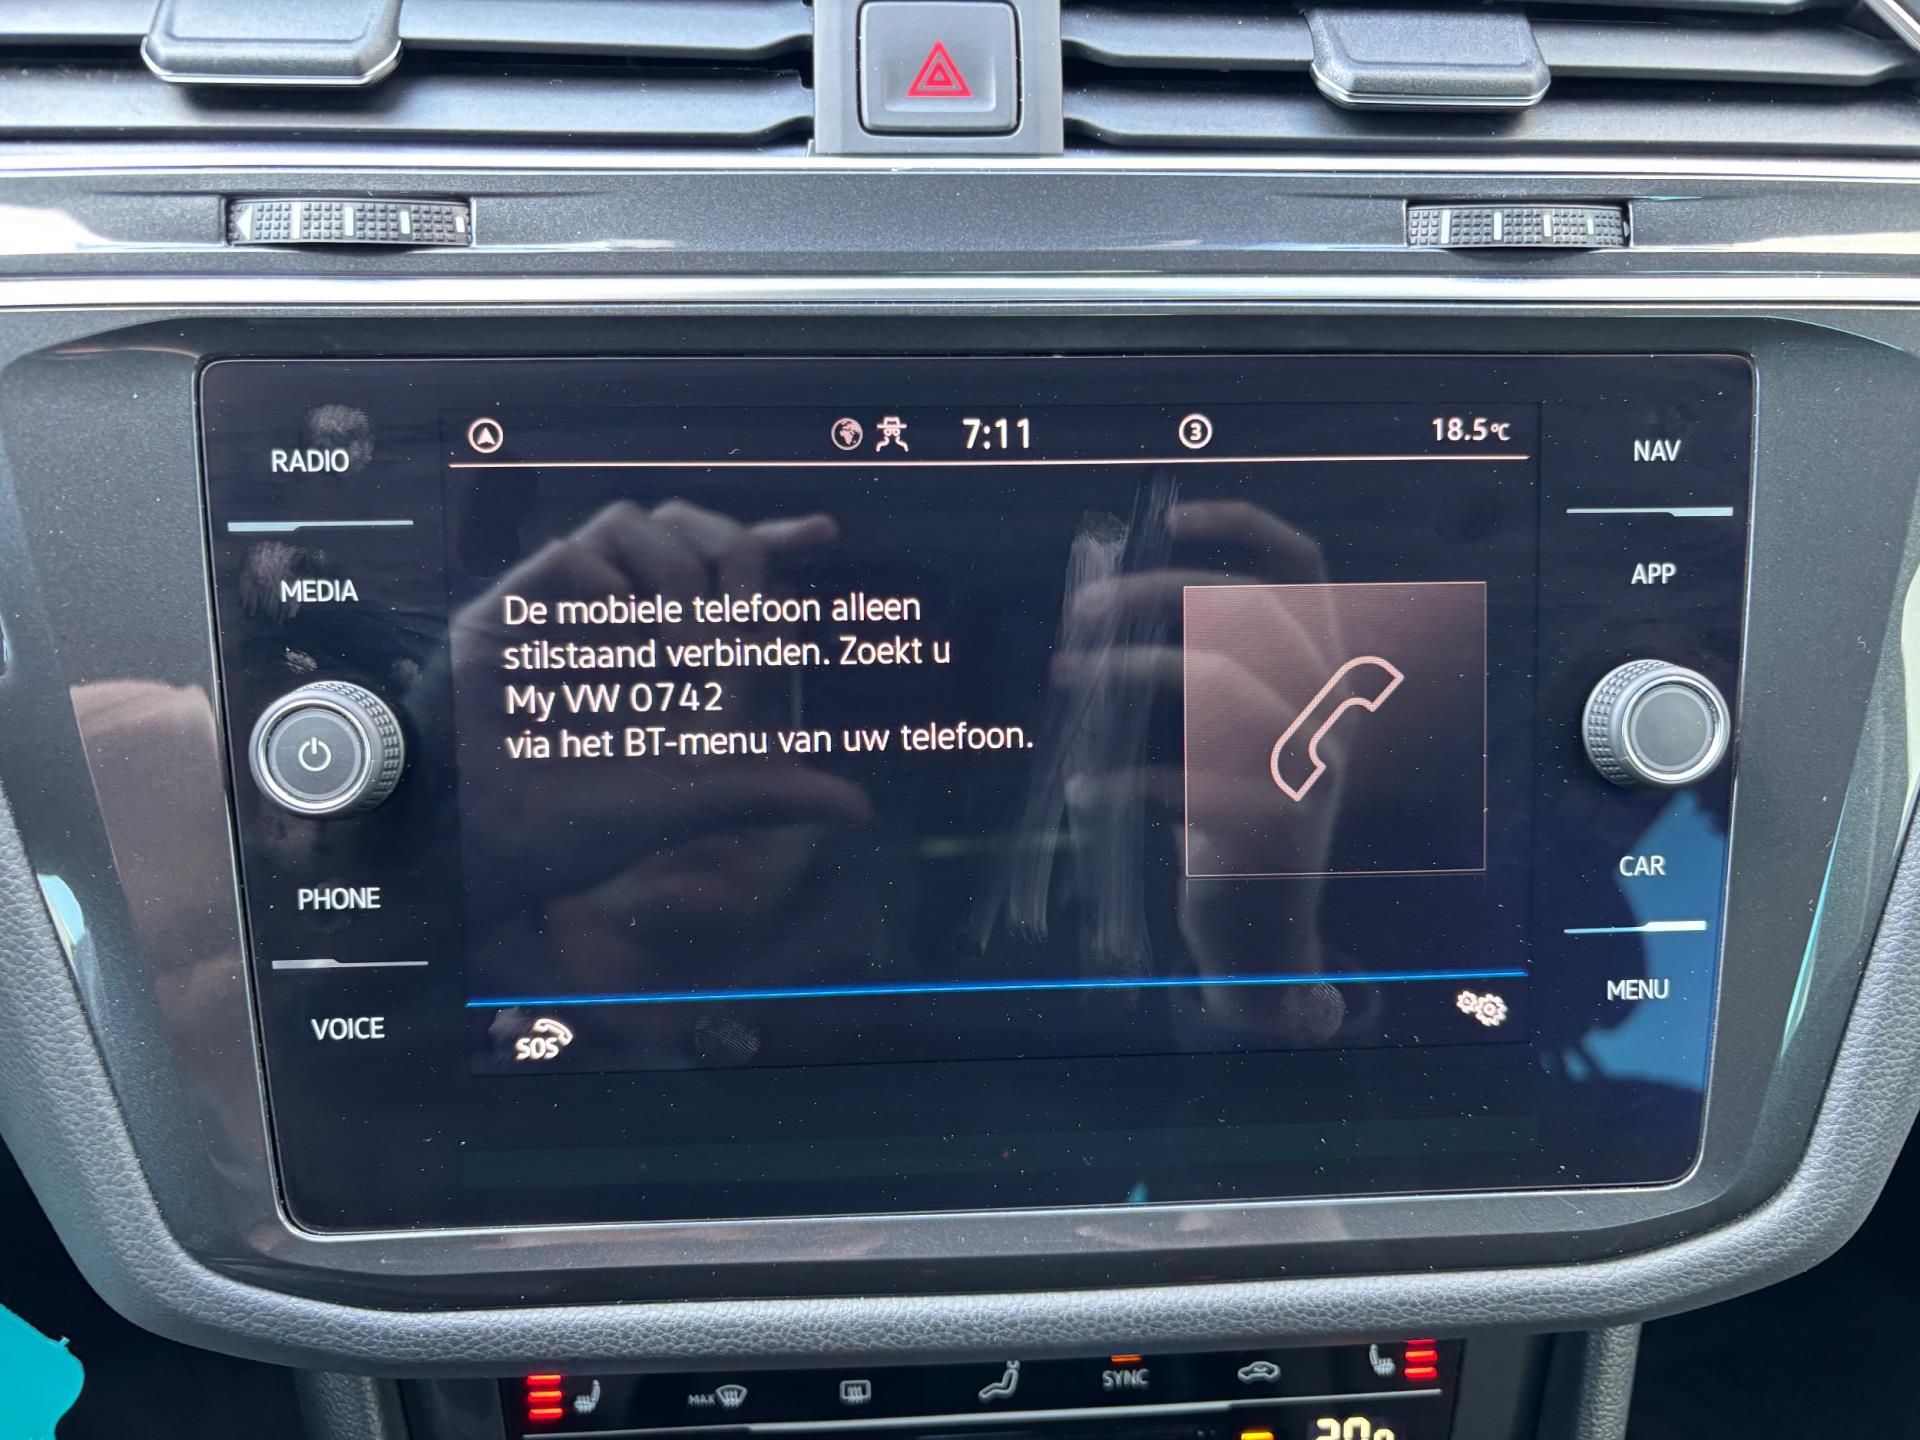 7:11 3 18.5°C
RADIO
NAV
MEDIA
APP
De mobiele telefoon alleen
stilstaand verbinden. Zoekt u
My VW 0742
via het BT-menu van uw telefoon.
PHONE
CAR
VOICE
MENU
SOS
MAX
SYNC